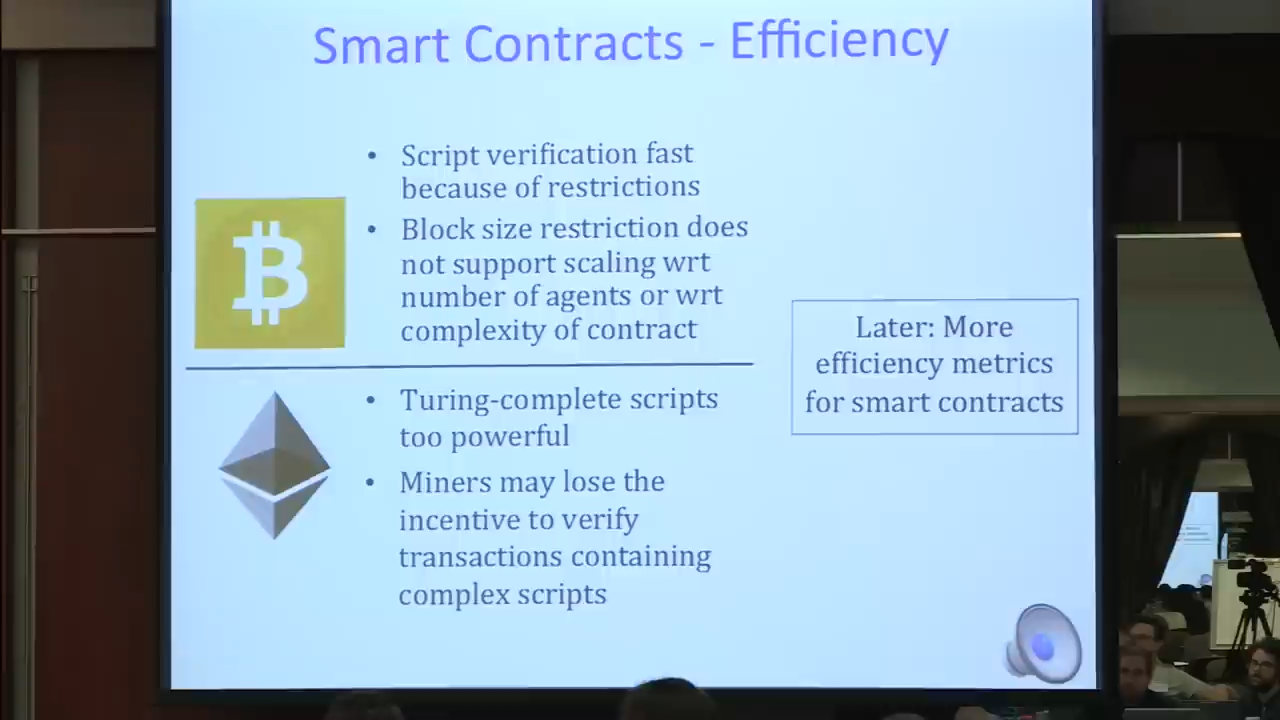 Smart Contracts - Efficiency
• Script verification fast
because of restrictions
• Block size restriction does
not support scaling wrt
number of agents or wrt
complexity of contract
• Turing-complete scripts
too powerful
• Miners may lose the
incentive to verify
transactions containing
complex scripts
Later: More
efficiency metrics
for smart contracts